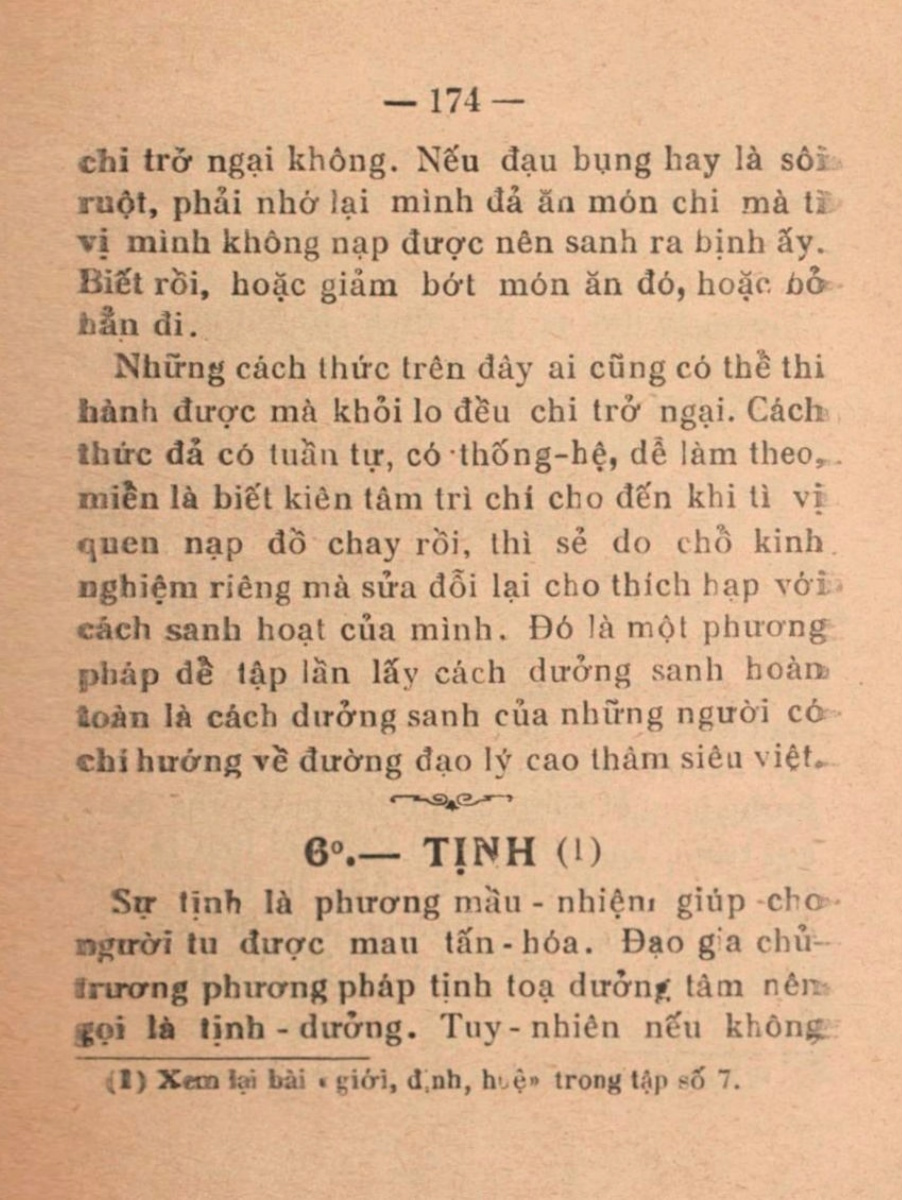 — 174 —
chi trở ngại không. Nếu đạu bụng hay là sôi
ruột, phải nhớ lại mình đả ăn món chi mà tì
vị mình không nạp được nên sanh ra bịnh ấy.
Biết rồi, hoặc giảm bớt món ăn đó, hoặc bỏ
hẳn đi.
Những cách thức trên đây ai cũng có thể thi
hành được mà khỏi lo đều chi trở ngại. Cách
thức đả có tuần tự, có thống-hệ, dễ làm theo,
miền là biết kiên tâm trì chí cho đến khi tì vị
quen nạp đồ chay rồi, thì sẻ do chổ kinh
nghiệm riêng mà sửa đổi lại cho thích hạp với
cách sanh hoạt của mình. Đó là một phương
pháp để tập lần lấy cách dưởng sanh hoàn
toàn là cách dưởng sanh của những người có
chí hướng về đường đạo lý cao thâm siêu việt.
6º.— TỊNH (1)
Sự tịnh là phương mầu-nhiệm giúp cho
người tu được mau tấn-hóa. Đạo gia chủ-
trương phương pháp tịnh toạ dưởng tâm nên
gọi là tịnh-dưởng. Tuy-nhiên nếu không
(1) Xem lại bài « giới, định, huệ» trong tập số 7.